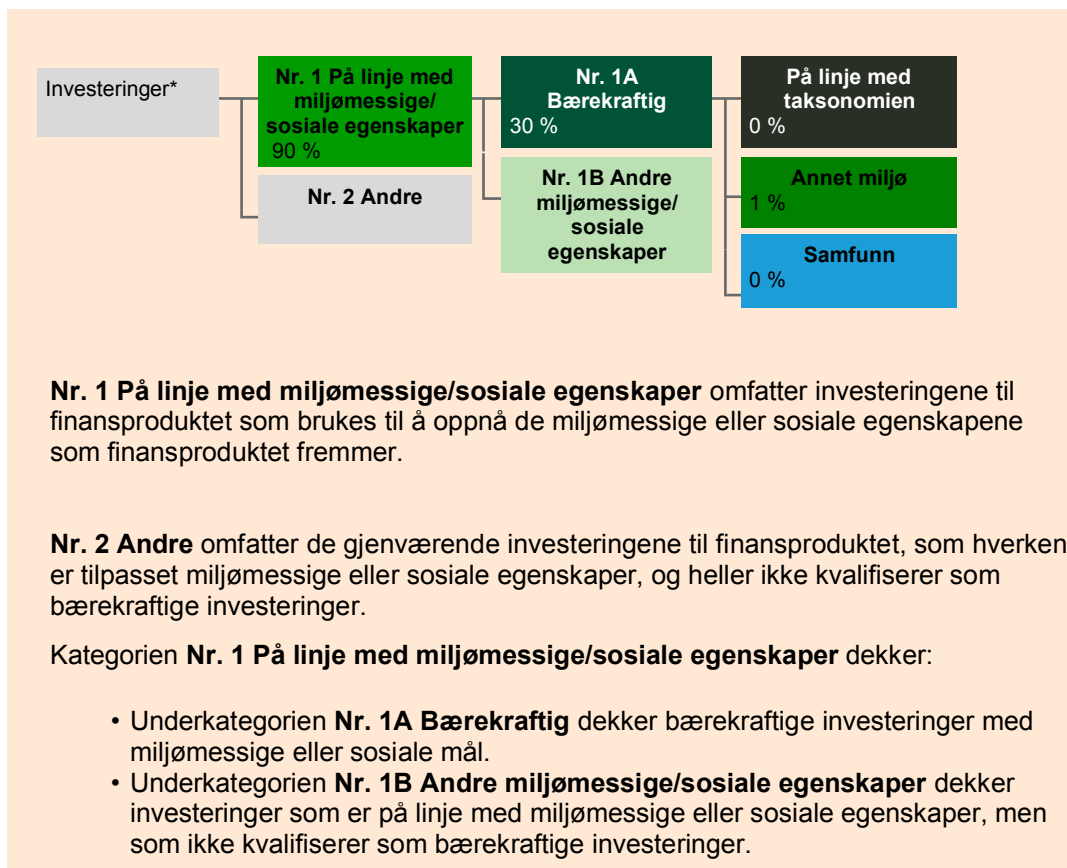 Investeringer*
Nr. 1 På linje med
miljømessige/
sosiale egenskaper
90 %
Nr. 2 Andre
Nr. 1A
Bærekraftig
30 %
Nr. 1B Andre
miljømessige/
sosiale
egenskaper
På linje med
taksonomien
0 %
Annet miljø
1 %
Samfunn
0 %
Nr. 1 På linje med miljømessige/sosiale egenskaper omfatter investeringene til
finansproduktet som brukes til å oppnå de miljømessige eller sosiale egenskapene
som finansproduktet fremmer.
Nr. 2 Andre omfatter de gjenværende investeringene til finansproduktet, som hverken
er tilpasset miljømessige eller sosiale egenskaper, og heller ikke kvalifiserer som
bærekraftige investeringer.
Kategorien Nr. 1 På linje med miljømessige/sosiale egenskaper dekker:
• Underkategorien Nr. 1A Bærekraftig dekker bærekraftige investeringer med
miljømessige eller sosiale mål.
• Underkategorien Nr. 1B Andre miljømessige/sosiale egenskaper dekker
investeringer som er på linje med miljømessige eller sosiale egenskaper, men
som ikke kvalifiserer som bærekraftige investeringer.